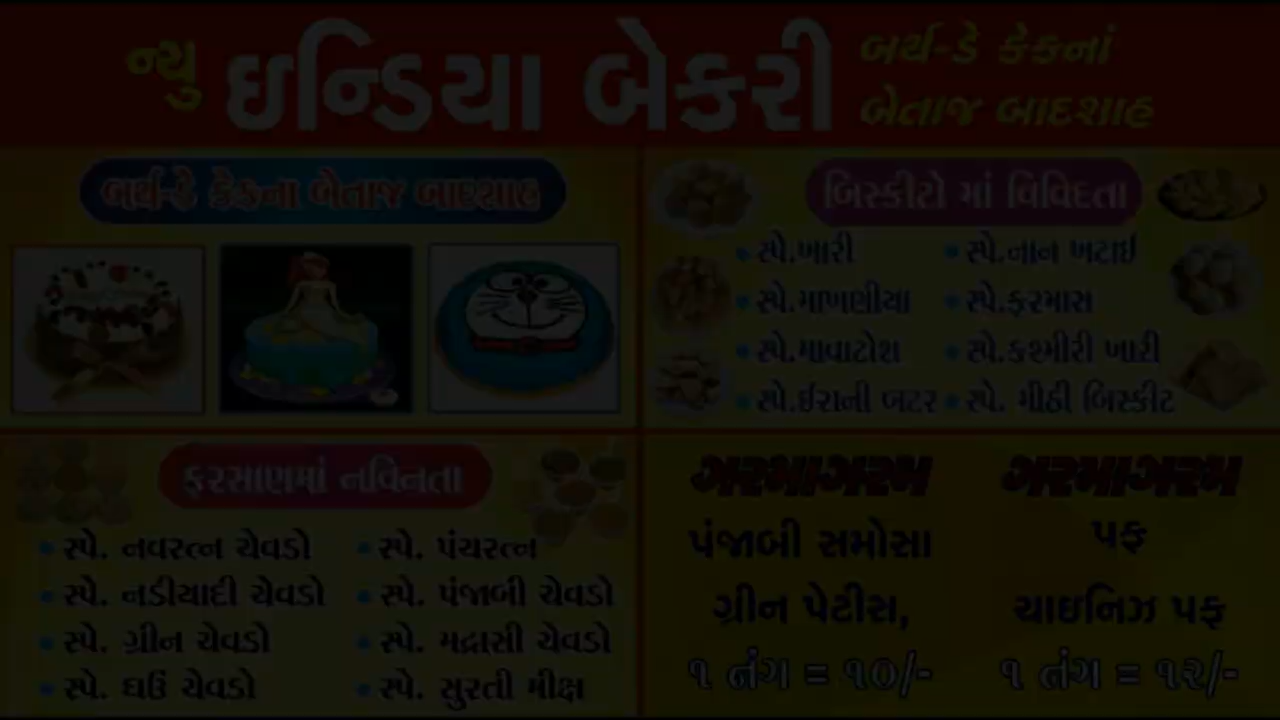 ન્યુ ઇન્ડિયા બેકરી
બર્થ-ડે કેકનાં
બેતાજ બાદશાહ
બર્થ-ડે કેકના બેતાજ બાદશાહ
બિસ્કીટો માં વિવિદતા
સ્પે.ખારી
સ્પે.નાન ખટાઈ
સ્પે.માખણીયા
સ્પે.ફરમાસ
સ્પે.માવાટોશ
સ્પે.કશ્મીરી ખારી
સ્પે.ઈરાની બટર
સ્પે. મીઠી બિસ્કીટ
ફરસાણમાં નવિનતા
સ્પે. નવરત્ન ચેવડો
સ્પે. પંચરત્ન
સ્પે. નડીયાદી ચેવડો
સ્પે. પંજાબી ચેવડો
સ્પે. ગ્રીન ચેવડો
સ્પે. મદ્રાસી ચેવડો
સ્પે. ઘઉં ચેવડો
સ્પે. સુરતી મીક્ષ
ગરમાગરમ
પંજાબી સમોસા
ગ્રીન પેટીસ,
૧ નંગ = ૧૦/-
ગરમાગરમ
પફ
ચાઇનિઝ પફ
૧ નંગ = ૧૨/-